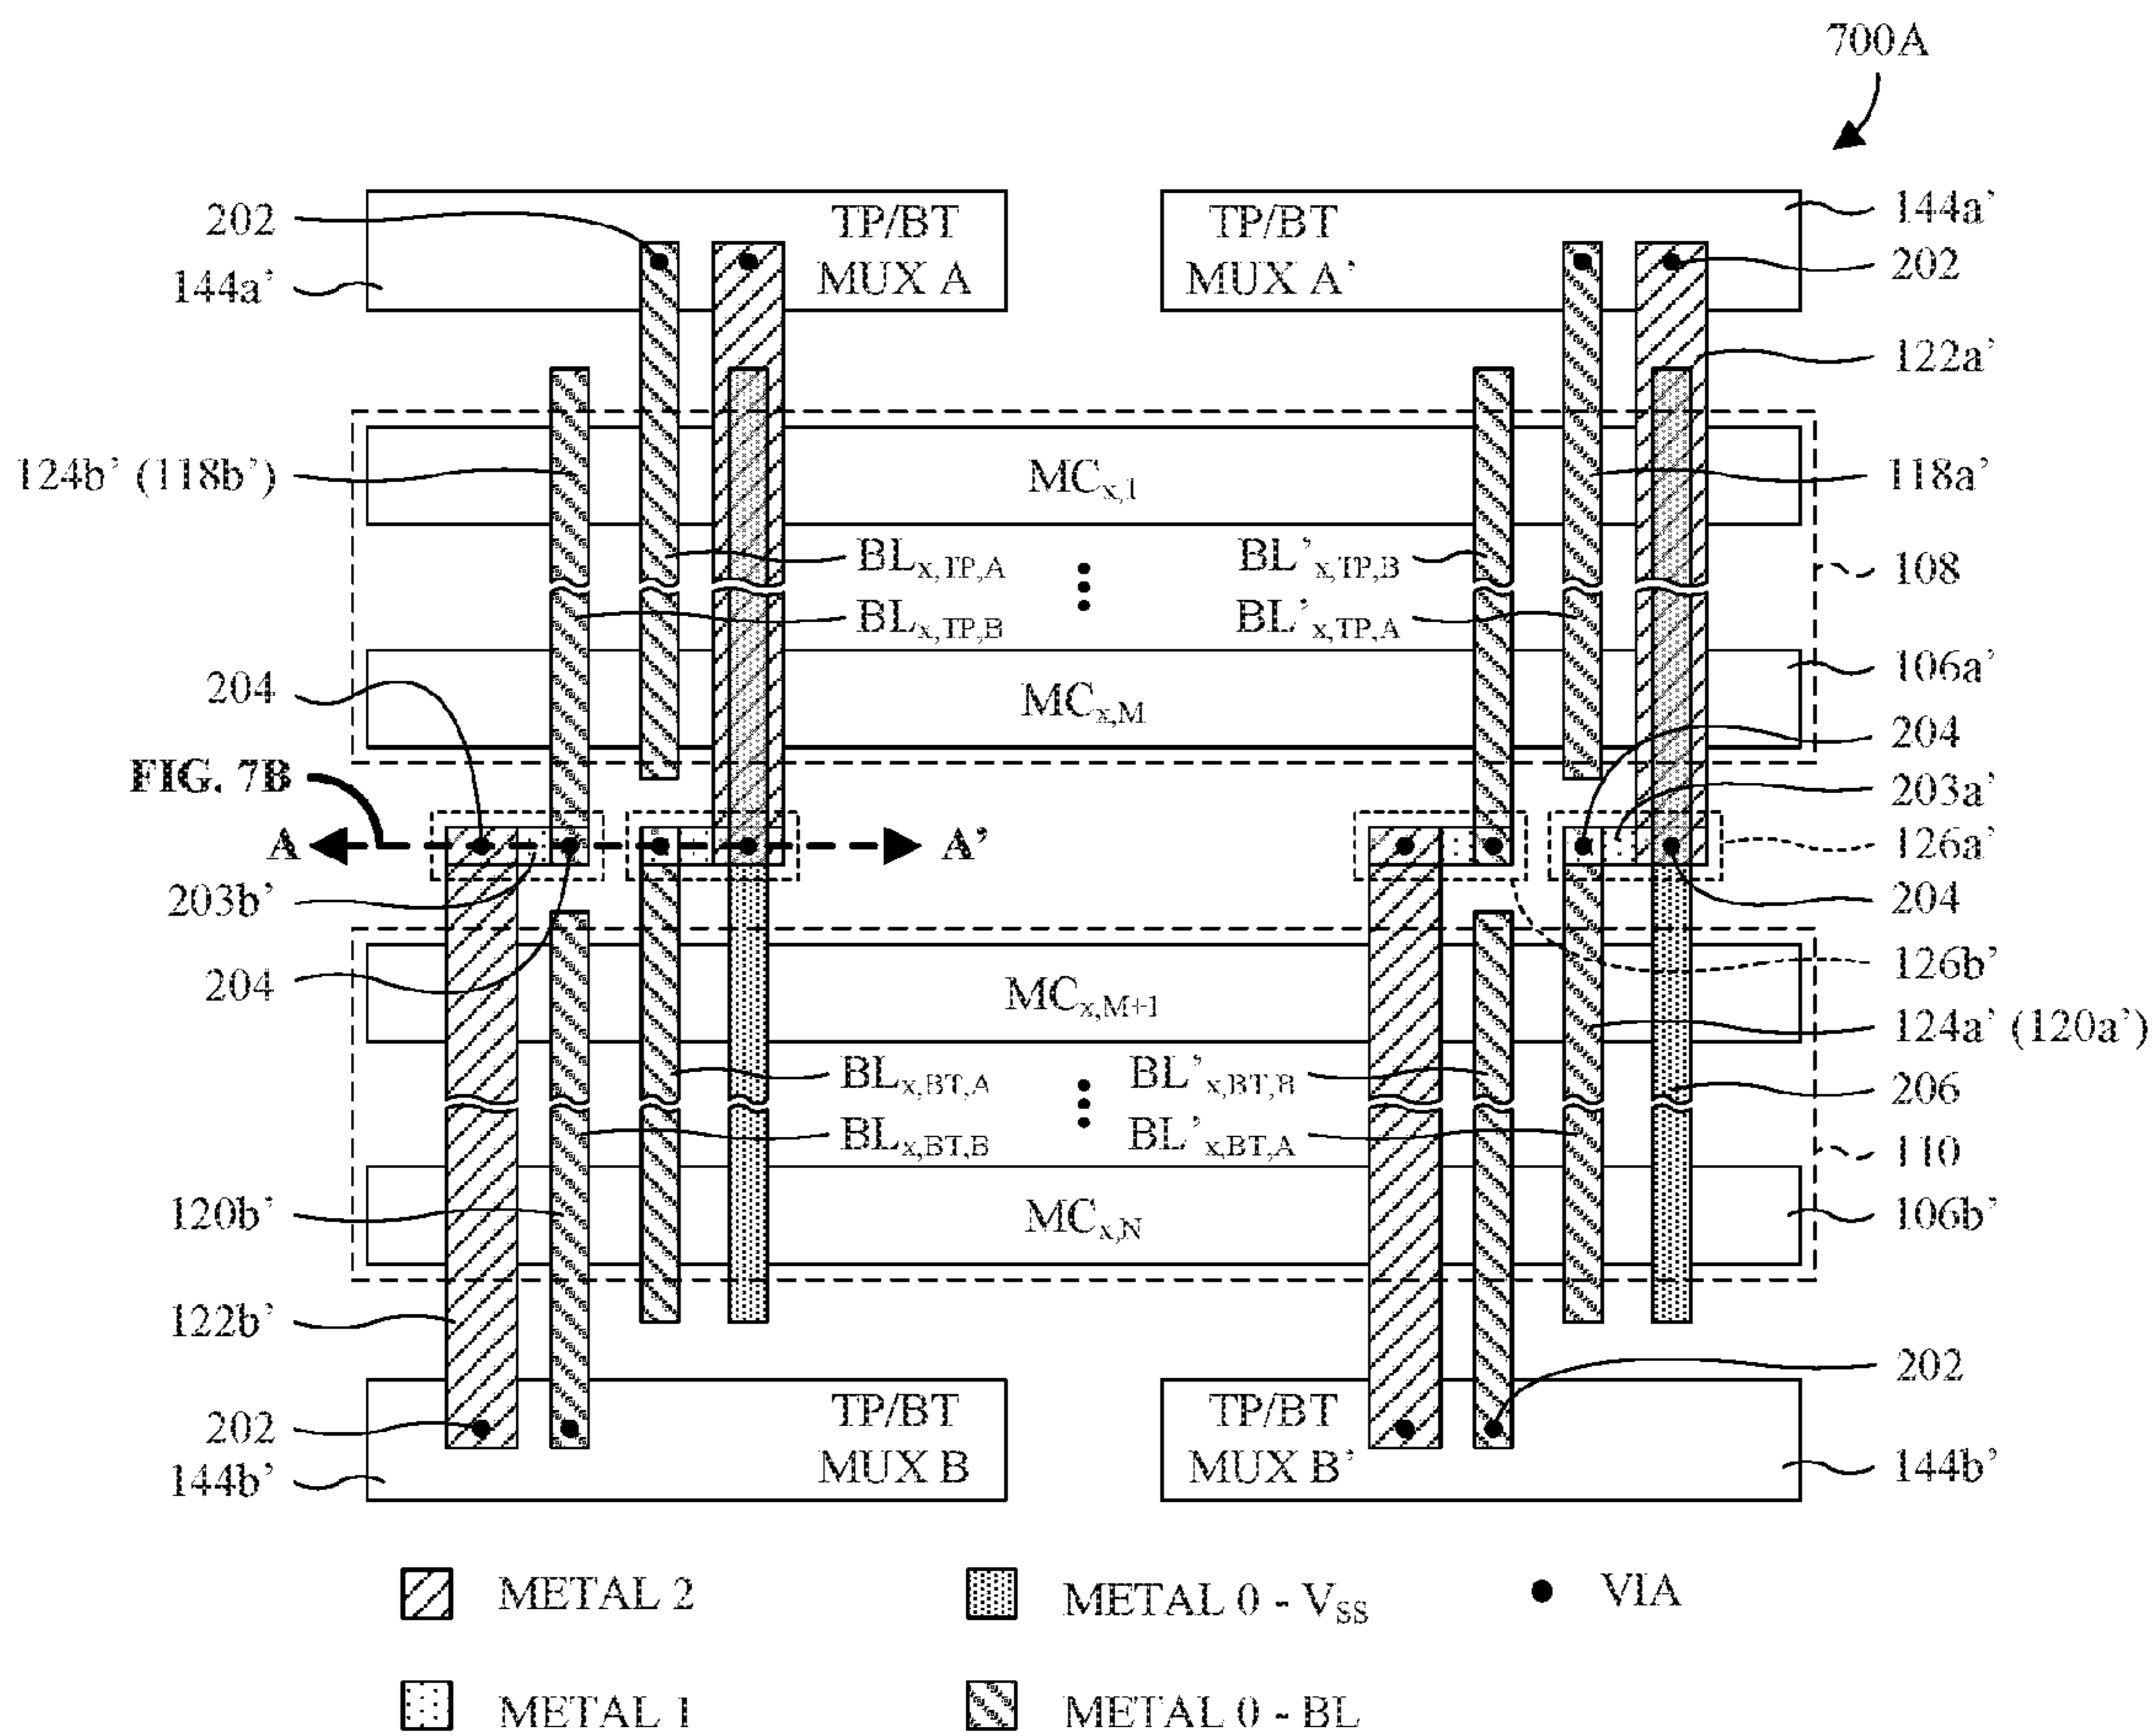 700A
202
TP/BT
MUX A
TP/BT
MUX A’
144a’
144a’
202
122a’
124b’ (118b’)
MCx,1
118a’
BLx,TP,A
BL’x,TP,B
108
BLx,TP,B
BL’x,TP,A
204
MCx,M
106a’
204
FIG. 7B
203a’
A
A’
126a’
203b’
204
204
MCx,M+1
126b’
124a’ (120a’)
BLx,BT,A
BL’x,BT,B
206
BLx,BT,B
BL’x,BT,A
110
120b’
MCx,N
106b’
122b’
202
202
TP/BT
MUX B
TP/BT
MUX B’
144b’
144b’
METAL 2
METAL 0 - VSS
VIA
METAL 1
METAL 0 - BL